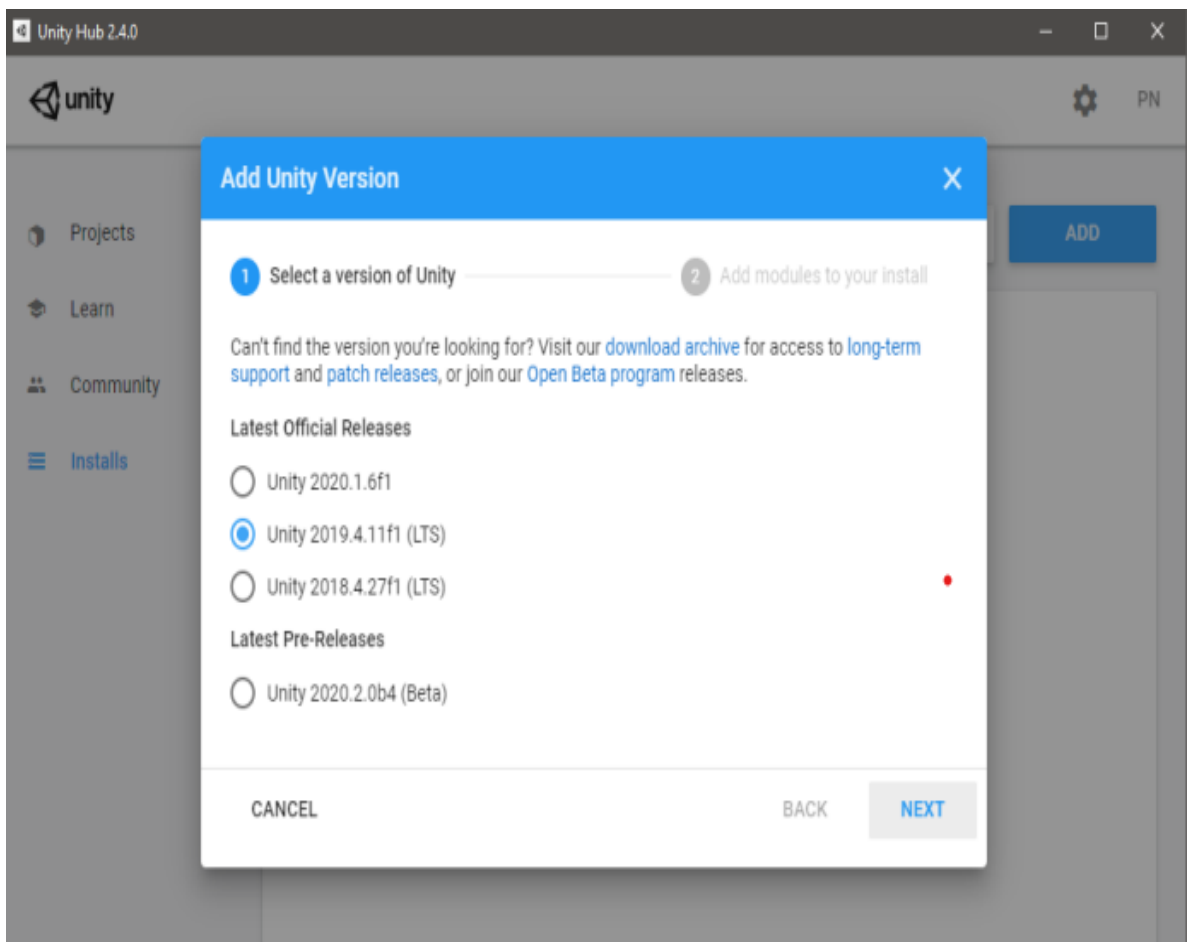 Unity Hub 2.4.0
unity
PN
Add Unity Version
Projects
ADD
1 Select a version of Unity
2 Add modules to your install
Learn
Can't find the version you're looking for? Visit our download archive for access to long-term
support and patch releases, or join our Open Beta program releases.
Community
Latest Official Releases
Installs
Unity 2020.1.6f1
Unity 2019.4.11f1 (LTS)
Unity 2018.4.27f1 (LTS)
Latest Pre-Releases
Unity 2020.2.0b4 (Beta)
CANCEL
BACK
NEXT